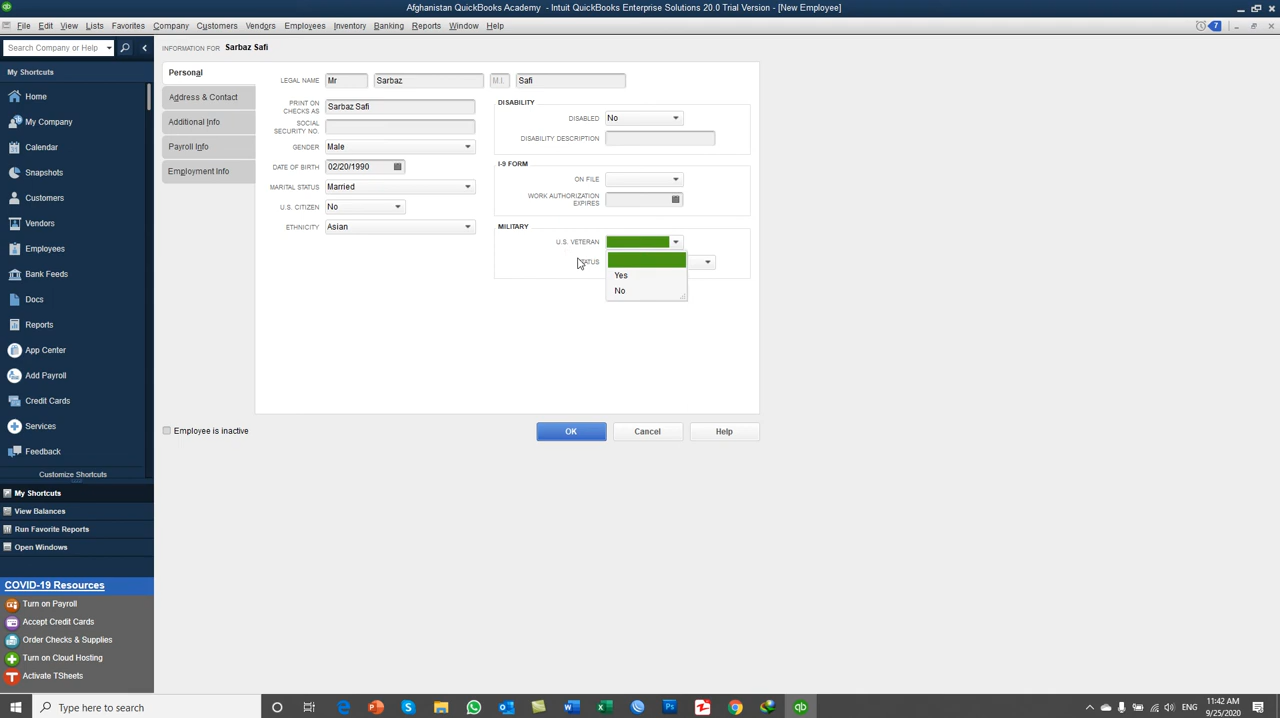 Afghanistan QuickBooks Academy - Intuit QuickBooks Enterprise Solutions 20.0 Trial Version - [New Employee]
File Edit View Lists Favorites Company Customers Vendors Employees Inventory Banking Reports Window Help
7
Search Company or Help
My Shortcuts
Home
My Company
Calendar
Snapshots
Customers
Vendors
Employees
Bank Feeds
Docs
Reports
App Center
Add Payroll
Credit Cards
Services
Feedback
Customize Shortcuts
My Shortcuts
View Balances
Run Favorite Reports
Open Windows
COVID-19 Resources
Turn on Payroll
Accept Credit Cards
Order Checks & Supplies
Turn on Cloud Hosting
Activate TSheets
INFORMATION FOR Sarbaz Safi
Personal
Address & Contact
Additional Info
Payroll Info
Employment Info
LEGAL NAME Mr Sarbaz M.I. Safi
PRINT ON
CHECKS AS Sarbaz Safi
SOCIAL
SECURITY NO.
GENDER Male
DATE OF BIRTH 02/20/1990
MARITAL STATUS Married
U.S. CITIZEN No
ETHNICITY Asian
DISABILITY
DISABLED No
DISABILITY DESCRIPTION
I-9 FORM
ON FILE
WORK AUTHORIZATION
EXPIRES
MILITARY
U.S. VETERAN
TATUS
Yes
No
Employee is inactive
OK Cancel Help
Type here to search
11:42 AM
9/25/2020